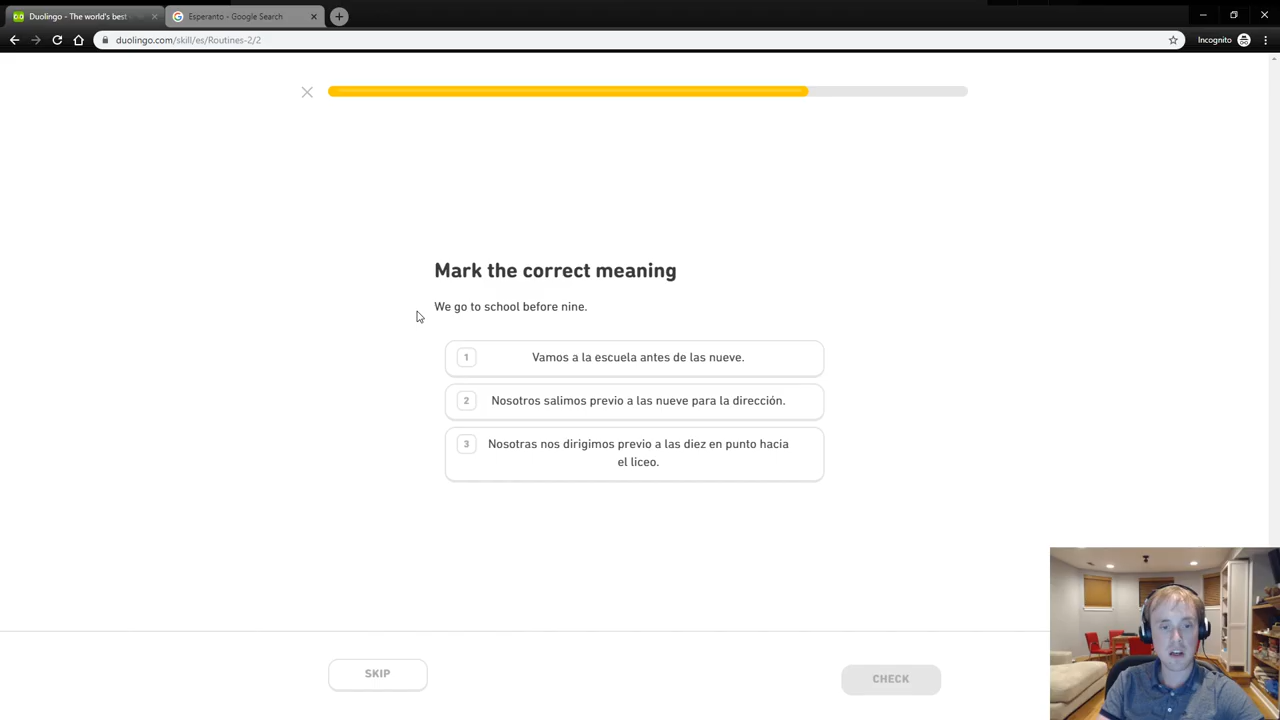 Duolingo - The world's best
Esperanto - Google Search
duolingo.com/skill/es/Routines-2/2
Incognito
Mark the correct meaning
We go to school before nine.
1 Vamos a la escuela antes de las nueve.
2 Nosotros salimos previo a las nueve para la dirección.
3 Nosotras nos dirigimos previo a las diez en punto hacia
el liceo.
SKIP
CHECK